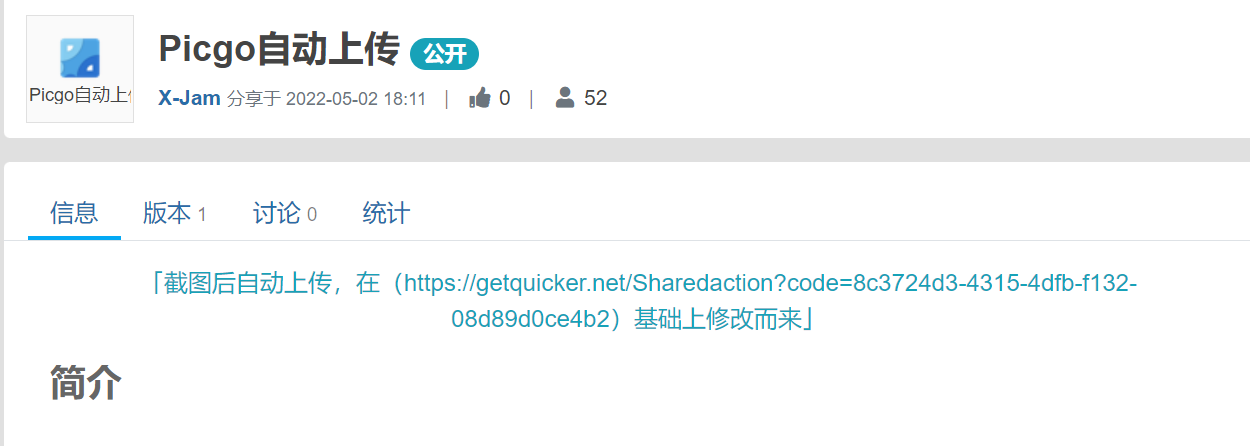 Picgo自动上传 公开
Picgo自动上
X-Jam 分享于 2022-05-02 18:11 | 0 | 52
信息 版本 1 讨论 0 统计
「截图后自动上传，在（https://getquicker.net/Sharedaction?code=8c3724d3-4315-4dfb-f132-
08d89d0ce4b2）基础上修改而来」
简介